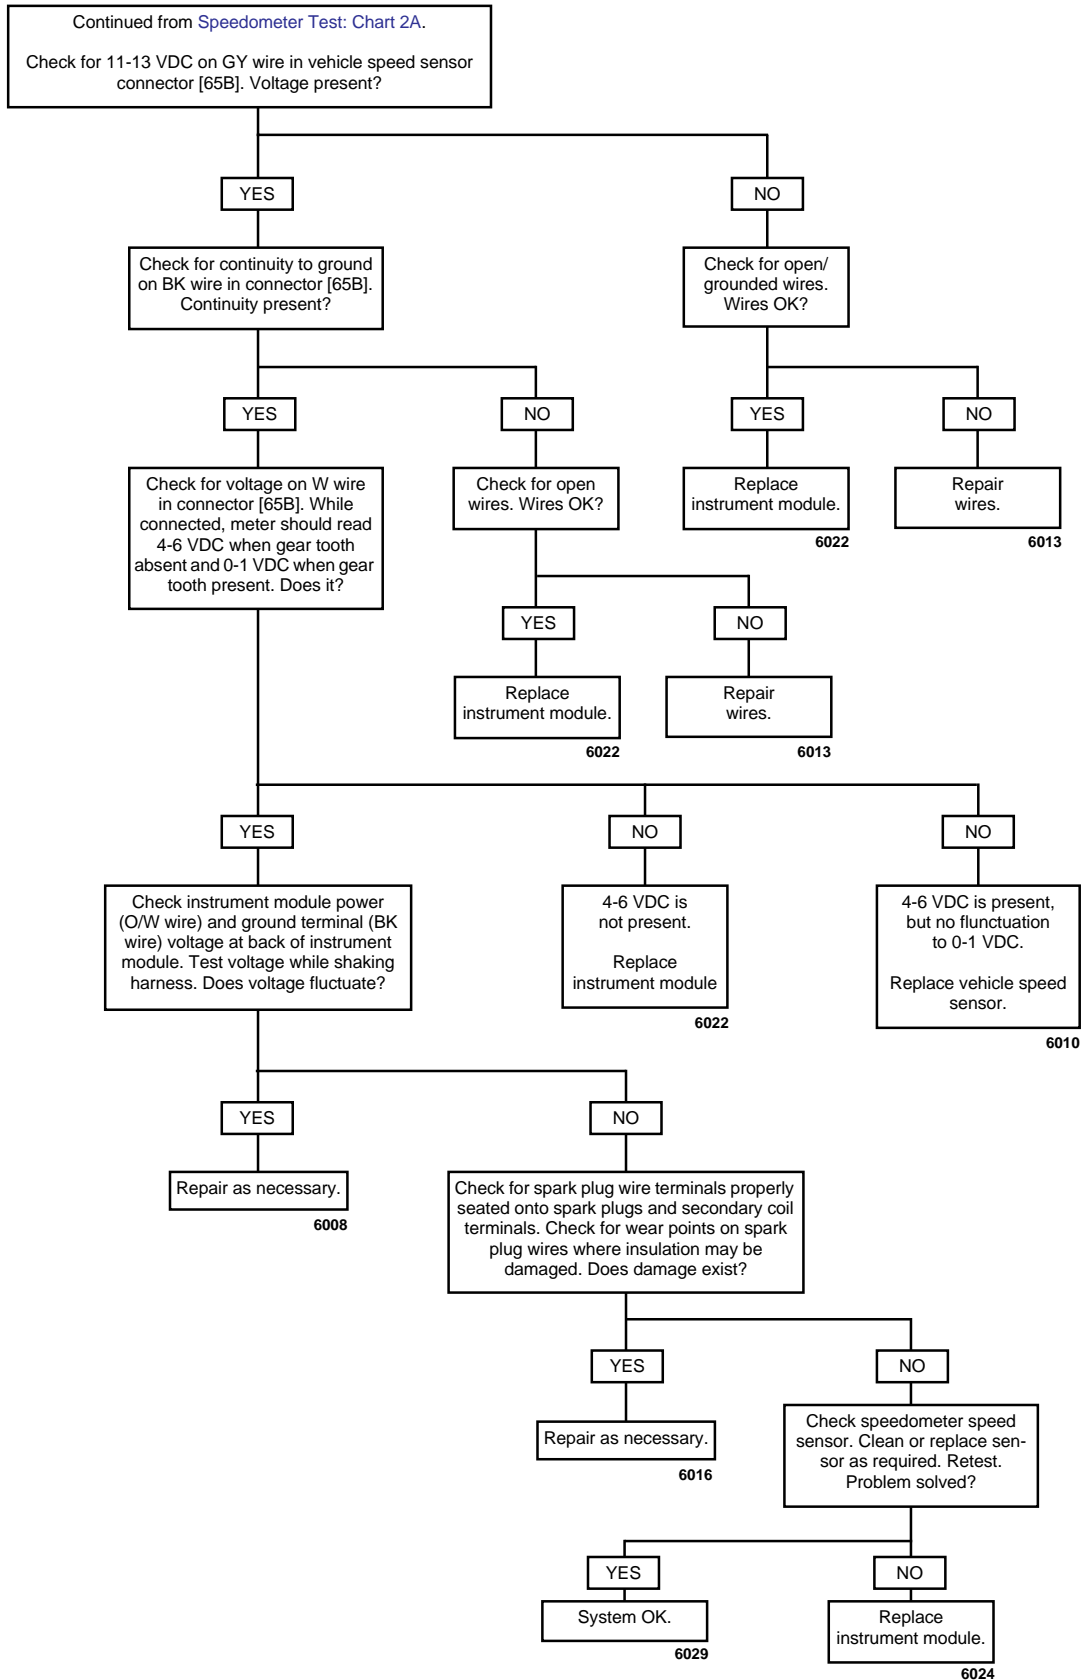 Continued from Speedometer Test: Chart 2A.
Check for 11-13 VDC on GY wire in vehicle speed sensor
connector [65B]. Voltage present?
YES
NO
Check for continuity to ground
on BK wire in connector [65B].
Continuity present?
Check for open/
grounded wires.
Wires OK?
YES
NO
YES
NO
Check for voltage on W wire
in connector [65B]. While
connected, meter should read
4-6 VDC when gear tooth
absent and 0-1 VDC when gear
tooth present. Does it?
Check for open
wires. Wires OK?
Replace
instrument module.
6022
Repair
wires.
6013
YES
NO
Replace
instrument module.
6022
Repair
wires.
6013
YES
NO
NO
Check instrument module power
(O/W wire) and ground terminal (BK
wire) voltage at back of instrument
module. Test voltage while shaking
harness. Does voltage fluctuate?
4-6 VDC is
not present.
Replace
instrument module
6022
4-6 VDC is present,
but no flunctuation
to 0-1 VDC.
Replace vehicle speed
sensor.
6010
YES
NO
Repair as necessary.
6008
Check for spark plug wire terminals properly
seated onto spark plugs and secondary coil
terminals. Check for wear points on spark
plug wires where insulation may be
damaged. Does damage exist?
YES
NO
Repair as necessary.
6016
Check speedometer speed
sensor. Clean or replace sen-
sor as required. Retest.
Problem solved?
YES
NO
System OK.
6029
Replace
instrument module.
6024